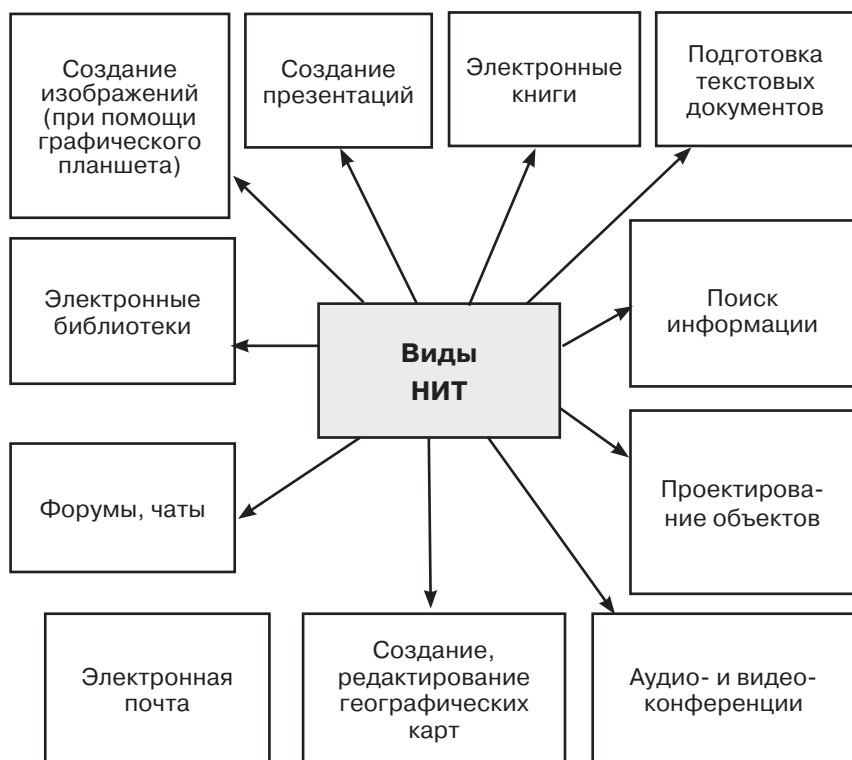 Создание
изображений
(при помощи
графического
планшета)
Создание
презентаций
Электронные
книги
Подготовка
текстовых
документов
Электронные
библиотеки
Виды
НИТ
Поиск
информации
Форумы, чаты
Проектирова-
ние объектов
Электронная
почта
Создание,
редактирование
географических
карт
Аудио- и видео-
конференции